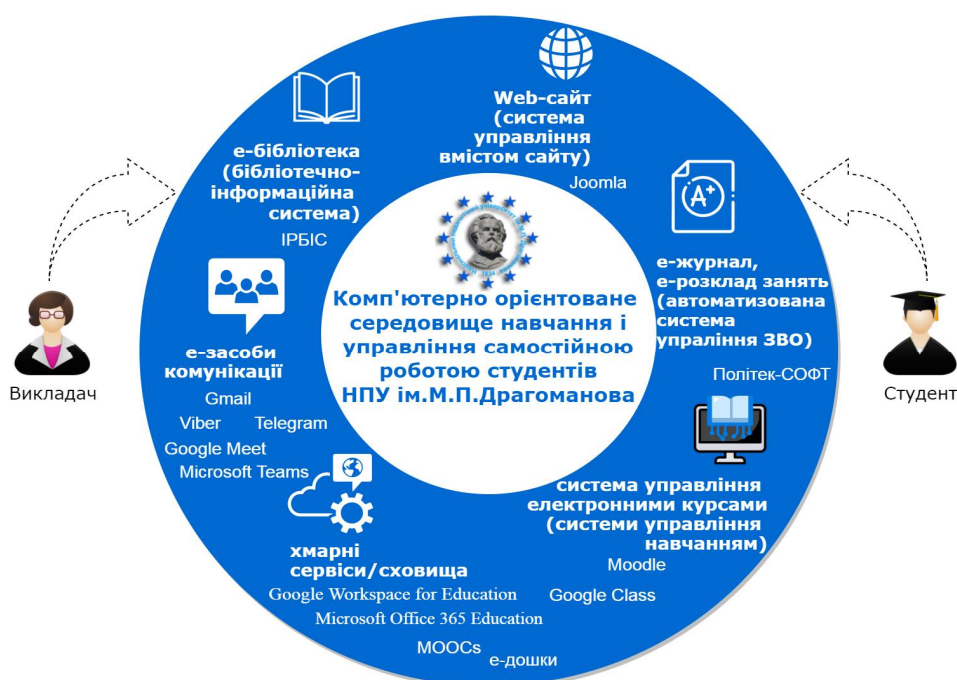 Web-сайт
(система
управління
вмістом сайту)
Joomla
е-бібліотека
(бібліотечно-
інформаційна
система)
ІРБІС
А+
е-журнал,
е-розклад занять
(автоматизована
система
упраління ЗВО)
Політек-СОФТ
Комп'ютерно орієнтоване
середовище навчання і
управління самостійною
роботою студентів
НПУ ім.М.П.Драгоманова
Викладач
Студент
е-засоби
комунікації
Gmail
Viber Telegram
Google Meet
Microsoft Teams
система управління
електронними курсами
(системи управління
навчанням)
Moodle
Google Class
хмарні
сервіси/сховища
Google Workspace for Education
Microsoft Office 365 Education
MOOCs
е-дошки